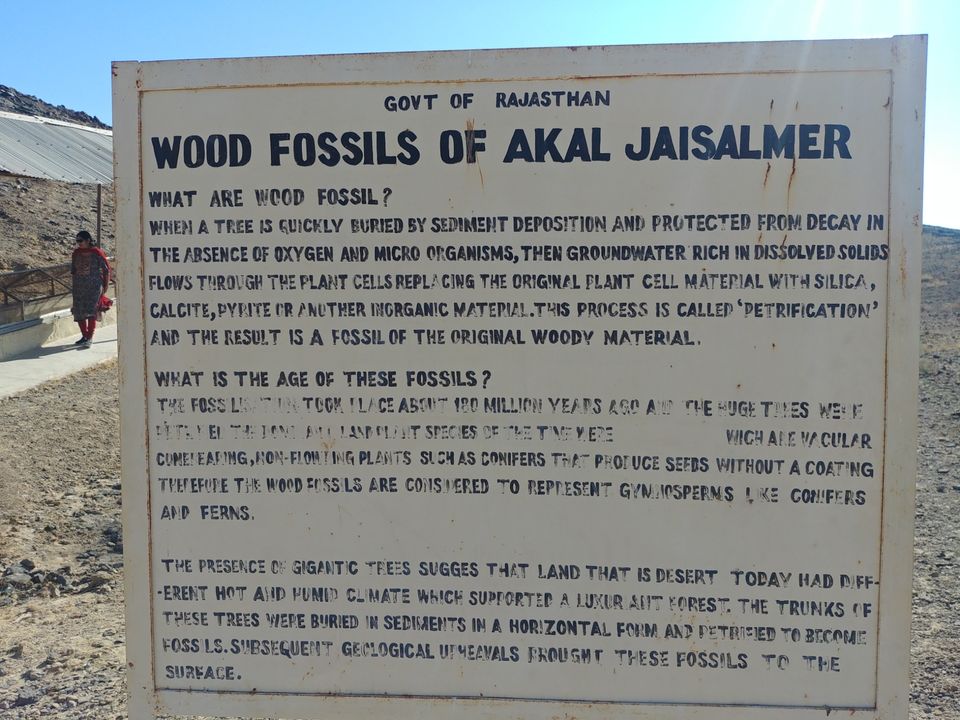 GOVT OF RAJASTHAN
WOOD FOSSILS OF AKAL JAISALMER
WHAT ARE WOOD FOSSIL?
WHEN A TREE IS QUICKLY BURIED BY SEDIMENT DEPOSITION AND PROTECTED FROM DECAY IN
THE ABSENCE OF OXYGEN AND MICRO ORGANISMS, THEN GROUNDWATER RICH IN DISSOLVED SOLIDS
FLOWS THROUGH THE PLANT CELLS REPLACING THE ORIGINAL PLANT CELL MATERIAL WITH SILICA,
CALCITE, PYRITE OR ANOTHER INORGANIC MATERIAL. THIS PROCESS IS CALLED 'PETRIFICATION'
AND THE RESULT IS A FOSSIL OF THE ORIGINAL WOODY MATERIAL.
WHAT IS THE AGE OF THESE FOSSILS?
THE TOOK PLACE ABOUT 180 MILLION YEARS AGO AND THE HUGE TREES WERE
THE LAND PLANT SPECIES OF THE TIME WERE WICH ARE VACULAR
CONEBEARING, NON-FLOWERING PLANTS SUCH AS CONIFERS THAT PRODUCE SEEDS WITHOUT A COATING
THEREFORE THE WOOD FOSSILS ARE CONSIDERED TO REPRESENT GYMNOSPERMS LIKE CONIFERS
AND FERNS.
THE PRESENCE OF GIGANTIC TREES SUGGES THAT LAND THAT IS DESERT TODAY HAD DIFF-
-ERENT HOT AND HUMID CLIMATE WHICH SUPPORTED A LUXURIANT FOREST. THE TRUNKS OF
THESE TREES WERE BURIED IN SEDIMENTS IN A HORIZONTAL FORM AND PETRIFIED TO BECOME
FOSSILS. SUBSEQUENT GEOLOGICAL UPHEAVALS BROUGHT THESE FOSSILS TO THE
SURFACE.